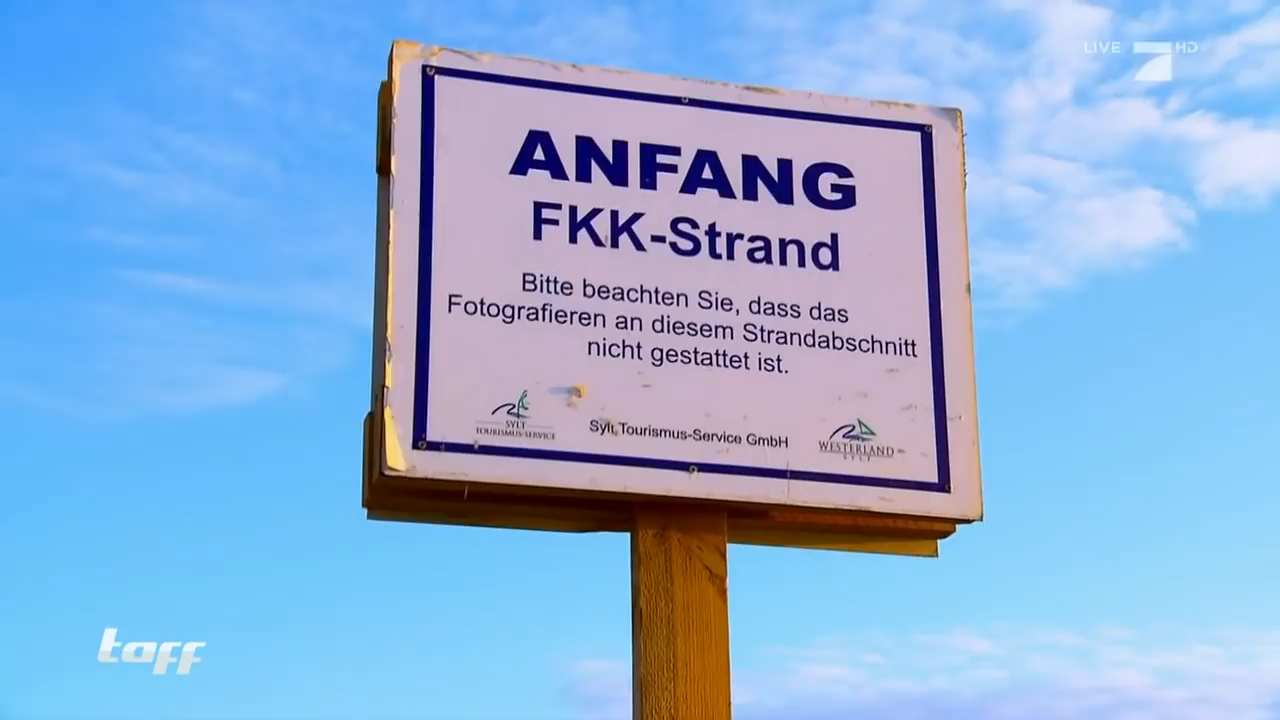 LIVE 7 HD
ANFANG
FKK-Strand
Bitte beachten Sie, dass das
Fotografieren an diesem Strandabschnitt
nicht gestattet ist.
SYLT
TOURISMUS-SERVICE
Sylt Tourismus-Service GmbH
WESTERLAND
SYLT
taff